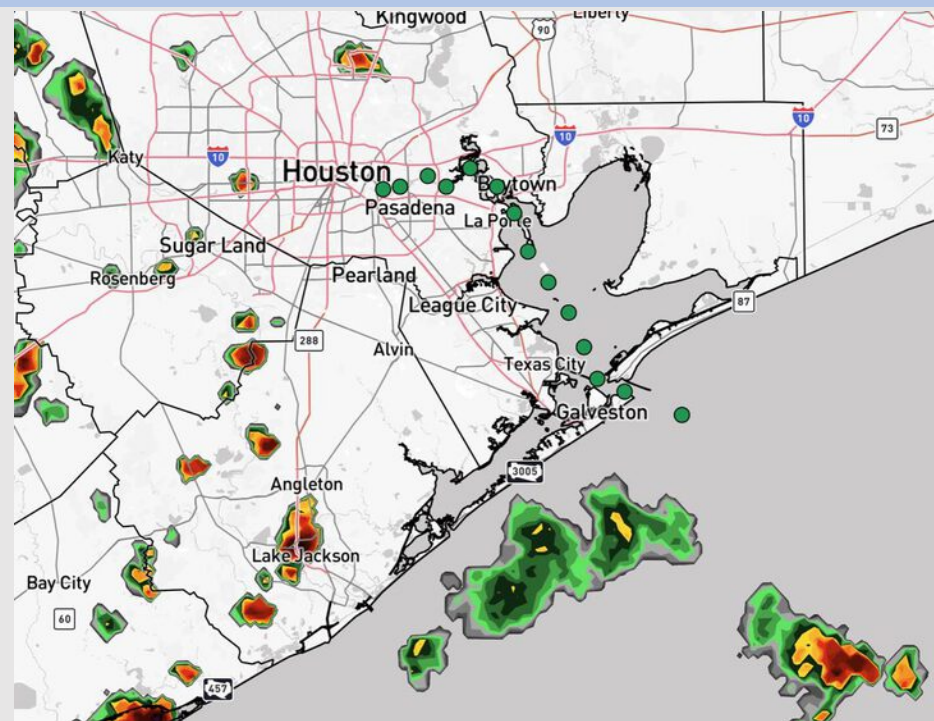 Kingwood
Liberty
90
10
73
10
Katy
10
Houston
Baytown
Pasadena
La Porte
Sugar Land
Rosenberg
Pearland
League City
87
288
Alvin
Texas City
Galveston
3005
Angleton
Lake Jackson
Bay City
60
457